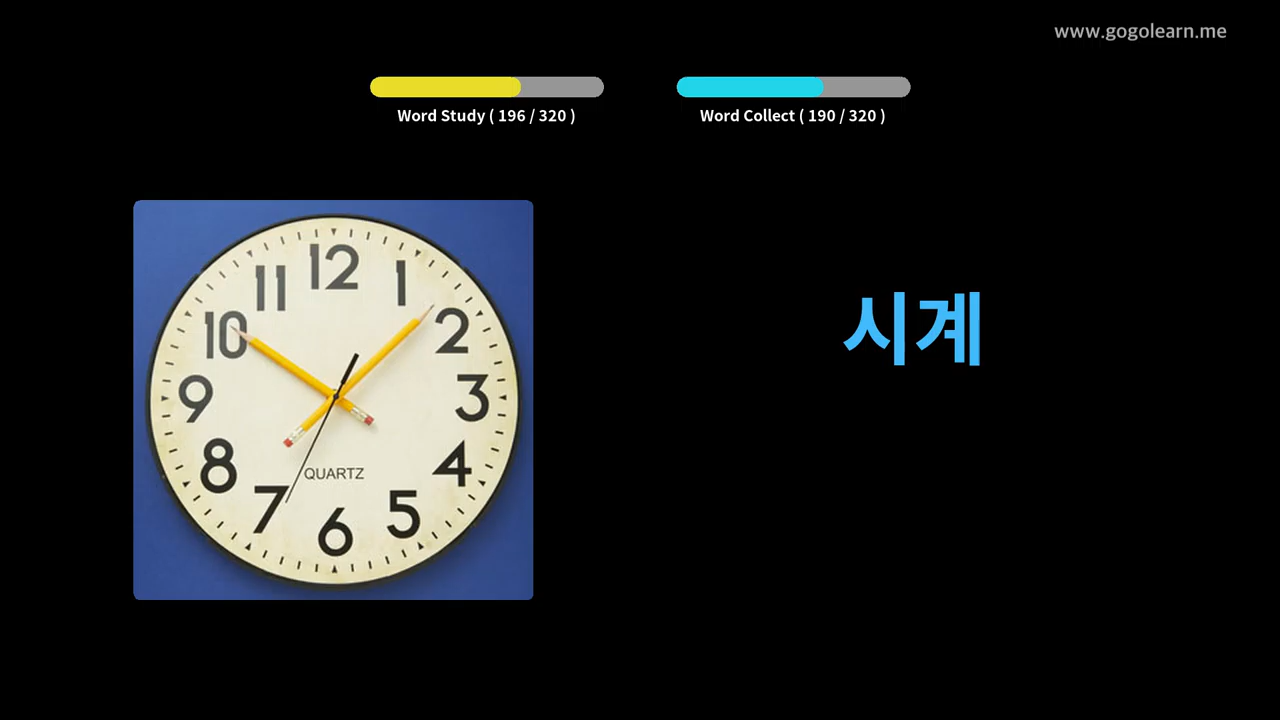 www.gogolearn.me
Word Study ( 196 / 320 )
Word Collect ( 190 / 320 )
12
11
1
10
2
9
3
8
4
7
5
6
QUARTZ
시계